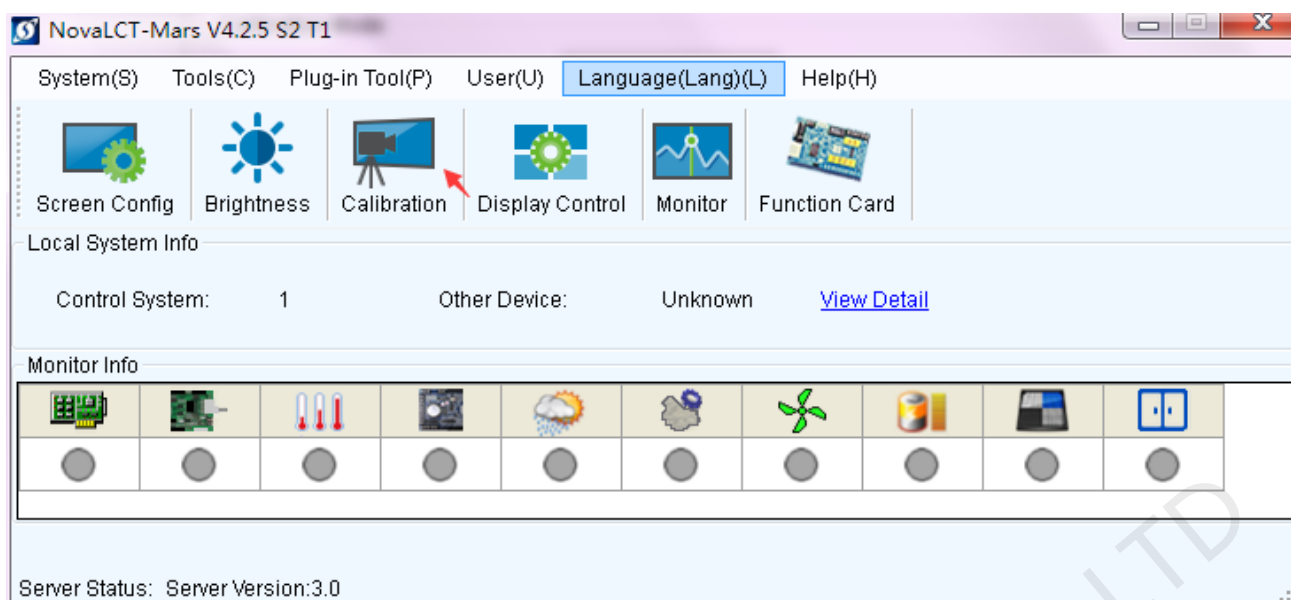 NovaLCT-Mars V4.2.5 S2 T1
System(S) Tools(C) Plug-in Tool(P) User(U) Language(Lang)(L) Help(H)
Screen Config Brightness Calibration Display Control Monitor Function Card
Local System Info
Control System: 1 Other Device: Unknown View Detail
Monitor Info
LTD
Server Status: Server Version:3.0